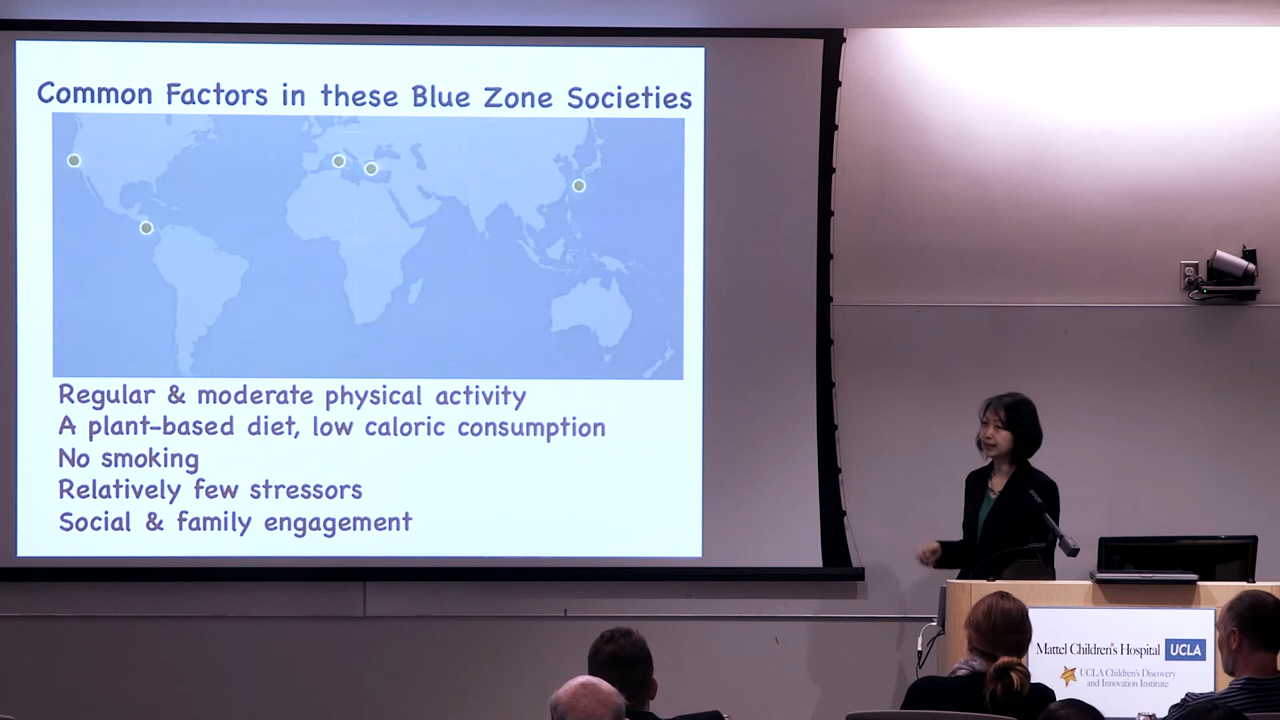 Common Factors in these Blue Zone Societies
Regular & moderate physical activity
A plant-based diet, low caloric consumption
No smoking
Relatively few stressors
Social & family engagement
Mattel Children's Hospital UCLA
UCLA Children's Discovery
and Innovation Institute